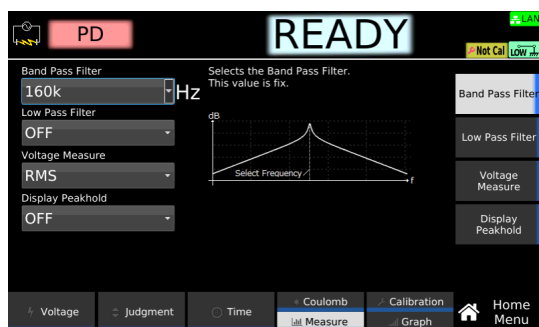 PD
READY
LAN
Not Cal
LOW
Band Pass Filter
160k
Hz
Low Pass Filter
OFF
Voltage Measure
RMS
Display Peakhold
OFF
Selects the Band Pass Filter.
This value is fix.
dB
Select Frequency
f
Band Pass Filter
Low Pass Filter
Voltage
Measure
Display
Peakhold
Voltage
Judgment
Time
Coulomb
Measure
Calibration
Graph
Home
Menu